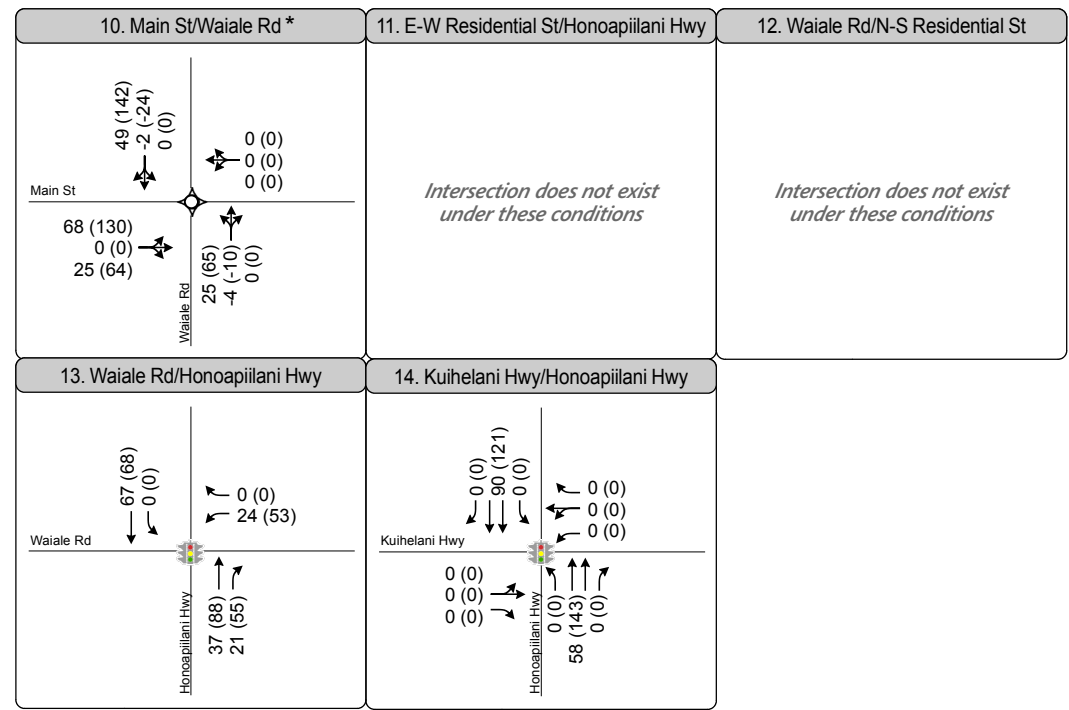 10. Main St/Waiale Rd *
49 (142)
-2 (-24)
0 (0)
0 (0)
0 (0)
0 (0)
Main St
68 (130)
0 (0)
25 (64)
25 (65)
-4 (-10)
0 (0)
Waiale Rd
11. E-W Residential St/Honoapiilani Hwy
Intersection does not exist
under these conditions
12. Waiale Rd/N-S Residential St
Intersection does not exist
under these conditions
13. Waiale Rd/Honoapiilani Hwy
67 (68)
0 (0)
0 (0)
24 (53)
Waiale Rd
37 (88)
21 (55)
Honoapiilani Hwy
14. Kuihelani Hwy/Honoapiilani Hwy
0 (0)
90 (121)
0 (0)
0 (0)
0 (0)
0 (0)
Kuihelani Hwy
0 (0)
0 (0)
0 (0)
0 (0)
58 (143)
0 (0)
Honoapiilani Hwy